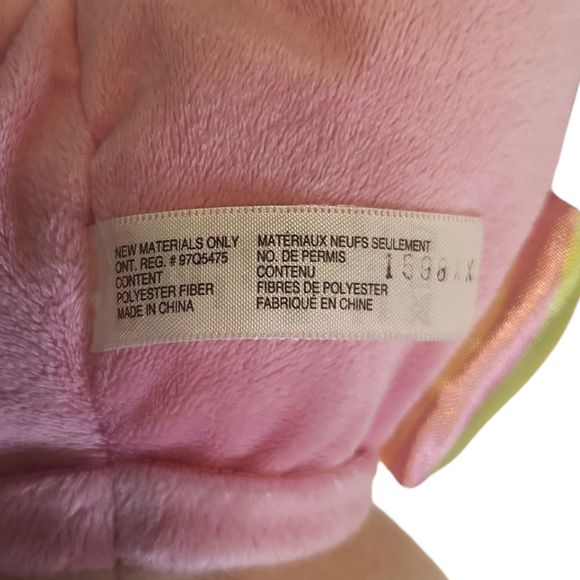 NEW MATERIALS ONLY
ONT. REG. # 97Q5475
CONTENT
POLYESTER FIBER
MADE IN CHINA
MATÉRIAUX NEUFS SEULEMENT
NO. DE PERMIS
CONTENU
FIBRES DE POLYESTER
FABRIQUÉ EN CHINE